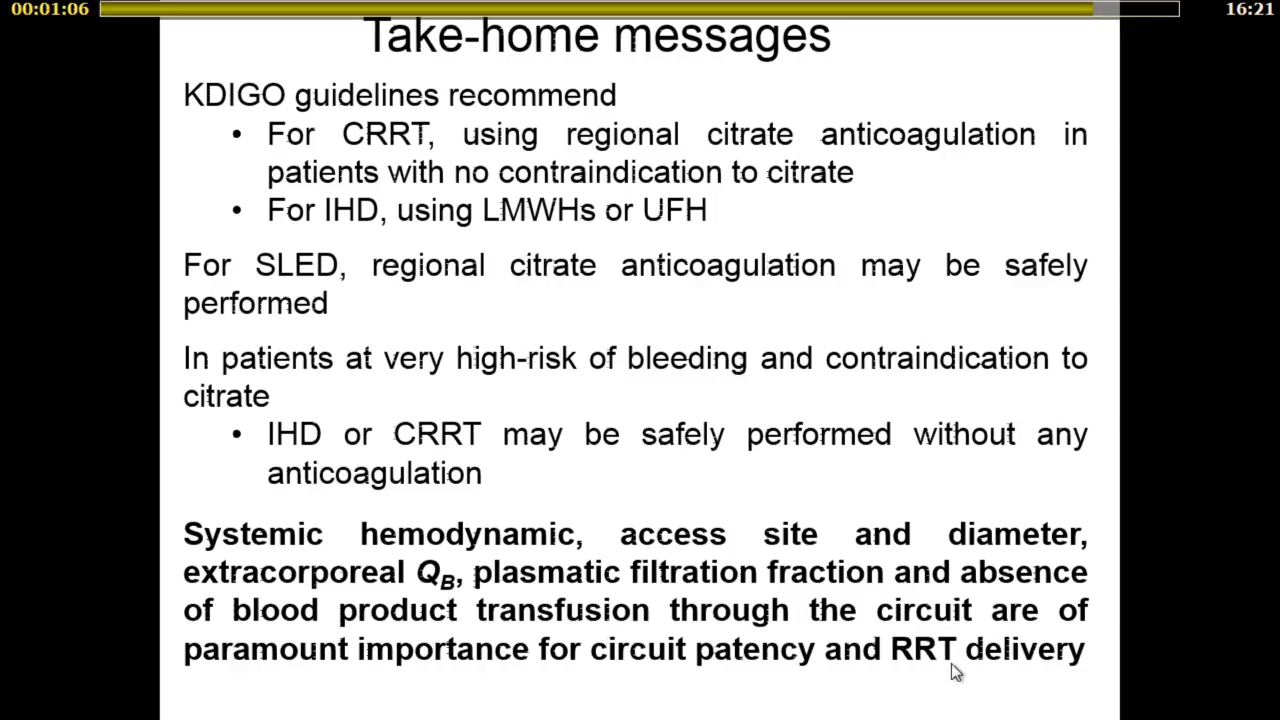 00:01:06
16:21
Take-home messages
KDIGO guidelines recommend
• For CRRT, using regional citrate anticoagulation in
patients with no contraindication to citrate
• For IHD, using LMWHs or UFH
For SLED, regional citrate anticoagulation may be safely
performed
In patients at very high-risk of bleeding and contraindication to
citrate
• IHD or CRRT may be safely performed without any
anticoagulation
Systemic hemodynamic, access site and diameter,
extracorporeal QB, plasmatic filtration fraction and absence
of blood product transfusion through the circuit are of
paramount importance for circuit patency and RRT delivery